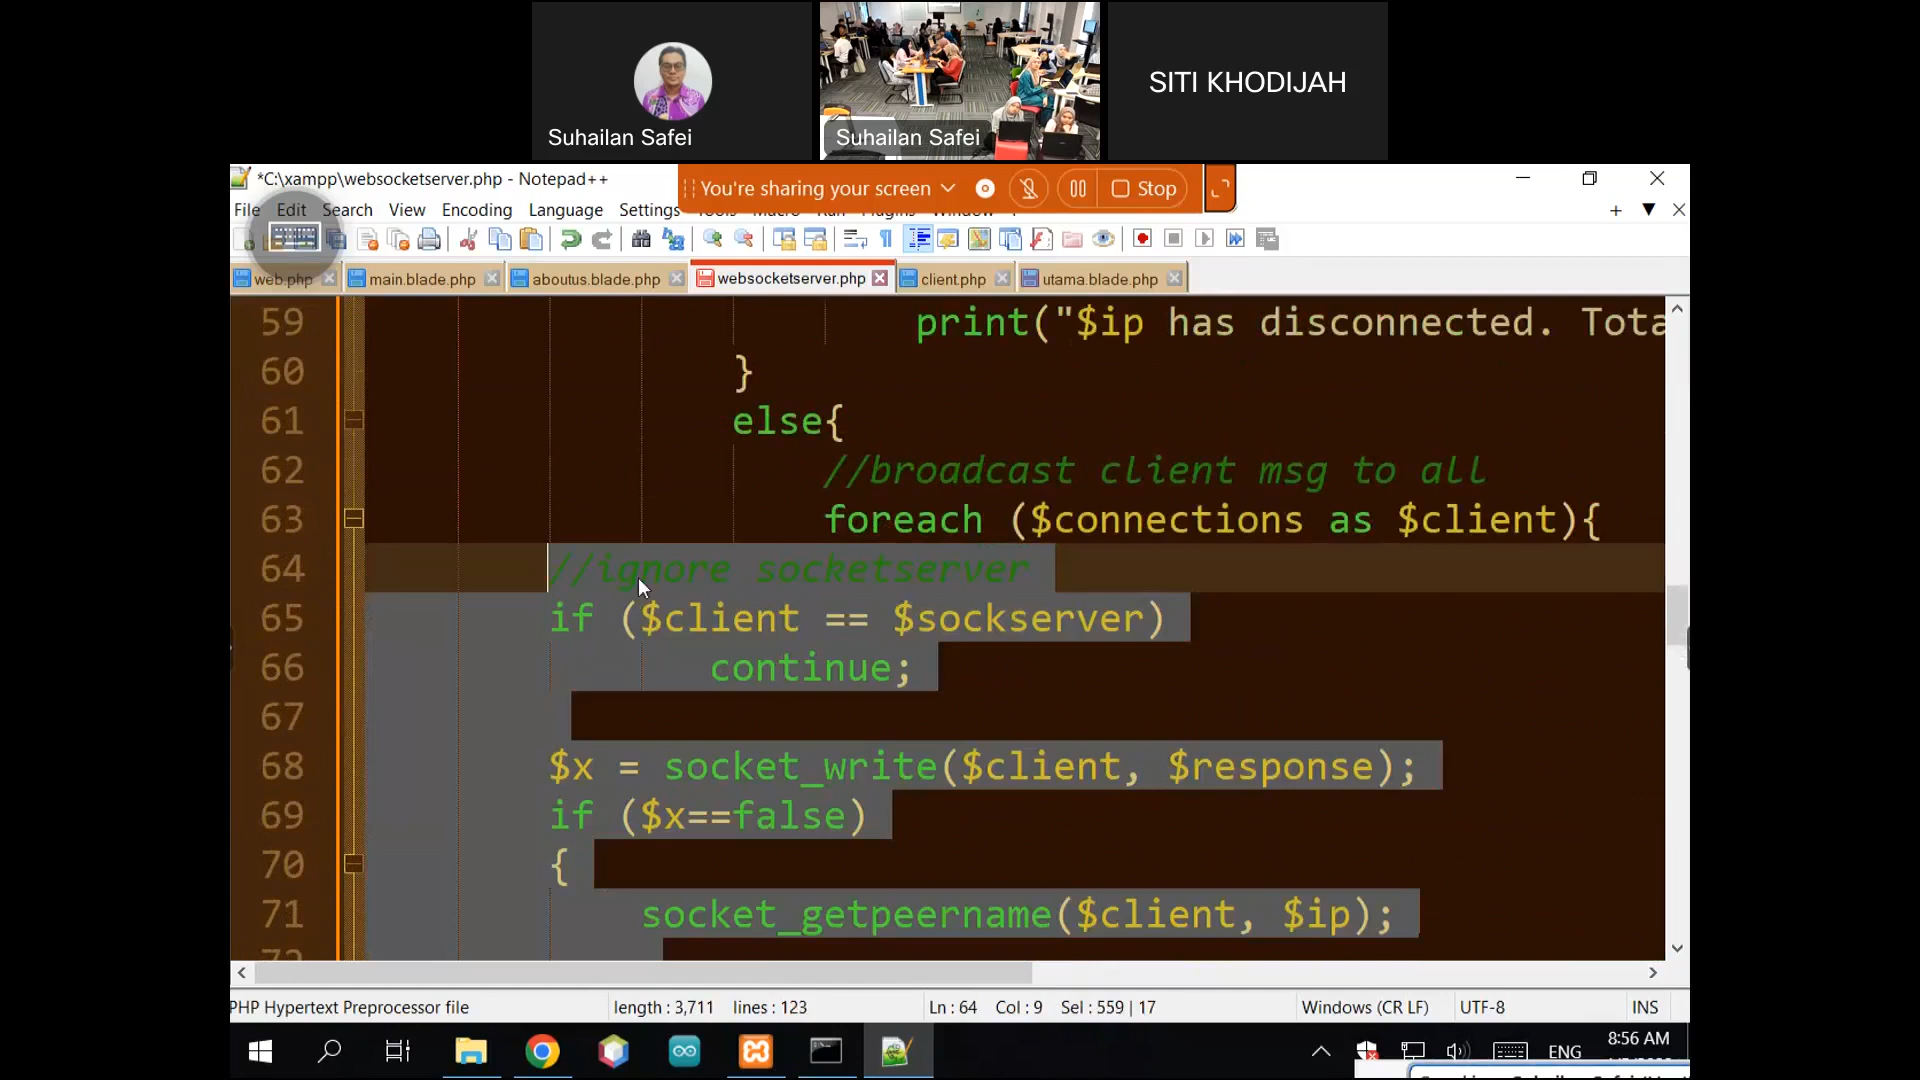 Suhailan Safei
Suhailan Safei
SITI KHODIJAH
*C:\xampp\websocketserver.php - Notepad++
You're sharing your screen
Stop
File Edit Search View Encoding Language Settings
web.php main.blade.php aboutus.blade.php websocketserver.php client.php utama.blade.php
59 print("$ip has disconnected. Tota
60 }
61 else{
62 //broadcast client msg to all
63 foreach ($connections as $client){
64 //ignore socketserver
65 if ($client == $sockserver)
66 continue;
67
68 $x = socket_write($client, $response);
69 if ($x==false)
70 {
71 socket_getpeername($client, $ip);
72
PHP Hypertext Preprocessor file length : 3,711 lines : 123 Ln : 64 Col : 9 Sel : 559 | 17 Windows (CR LF) UTF-8 INS
ENG
8:56 AM